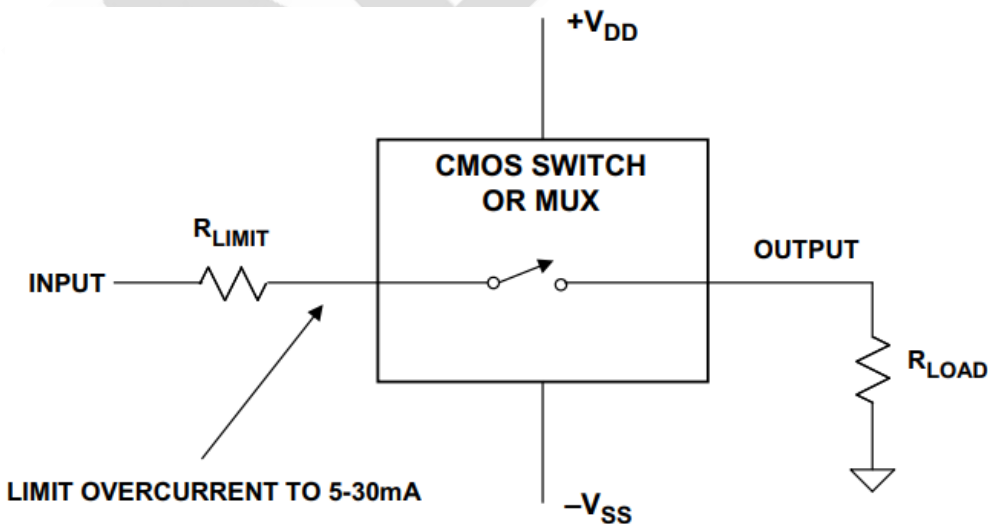 +VDD
CMOS SWITCH
OR MUX
RLIMIT
OUTPUT
INPUT
RLOAD
LIMIT OVERCURRENT TO 5-30mA
–VSS